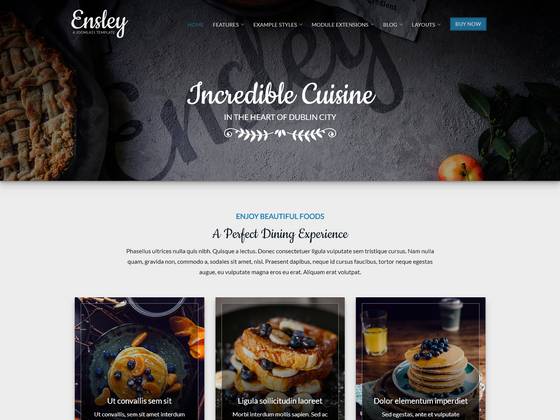 Ensley
A JOOMLA3.1 TEMPLATE
HOME FEATURES EXAMPLE STYLES MODULE EXTENSIONS BLOG LAYOUTS BUY NOW
Ensley
Incredible Cuisine
IN THE HEART OF DUBLIN CITY
ENJOY BEAUTIFUL FOODS
A Perfect Dining Experience
Phasellus ultrices nulla quis nibh. Quisque a lectus. Donec consectetuer ligula vulputate sem tristique cursus. Nam nulla
quam, gravida non, commodo a, sodales sit amet, nisi. Praesent dapibus, neque id cursus faucibus, tortor neque egestas
augue, eu vulputate magna eros eu erat. Aliquam erat volutpat.
Ut convallis sem sit
Ut convallis, sem sit amet interdum
Ligula sollicitudin laoreet
Morbi interdum mollis sapien. Sed ac
Dolor elementum imperdiet
Sed egestas, ante et vulputate